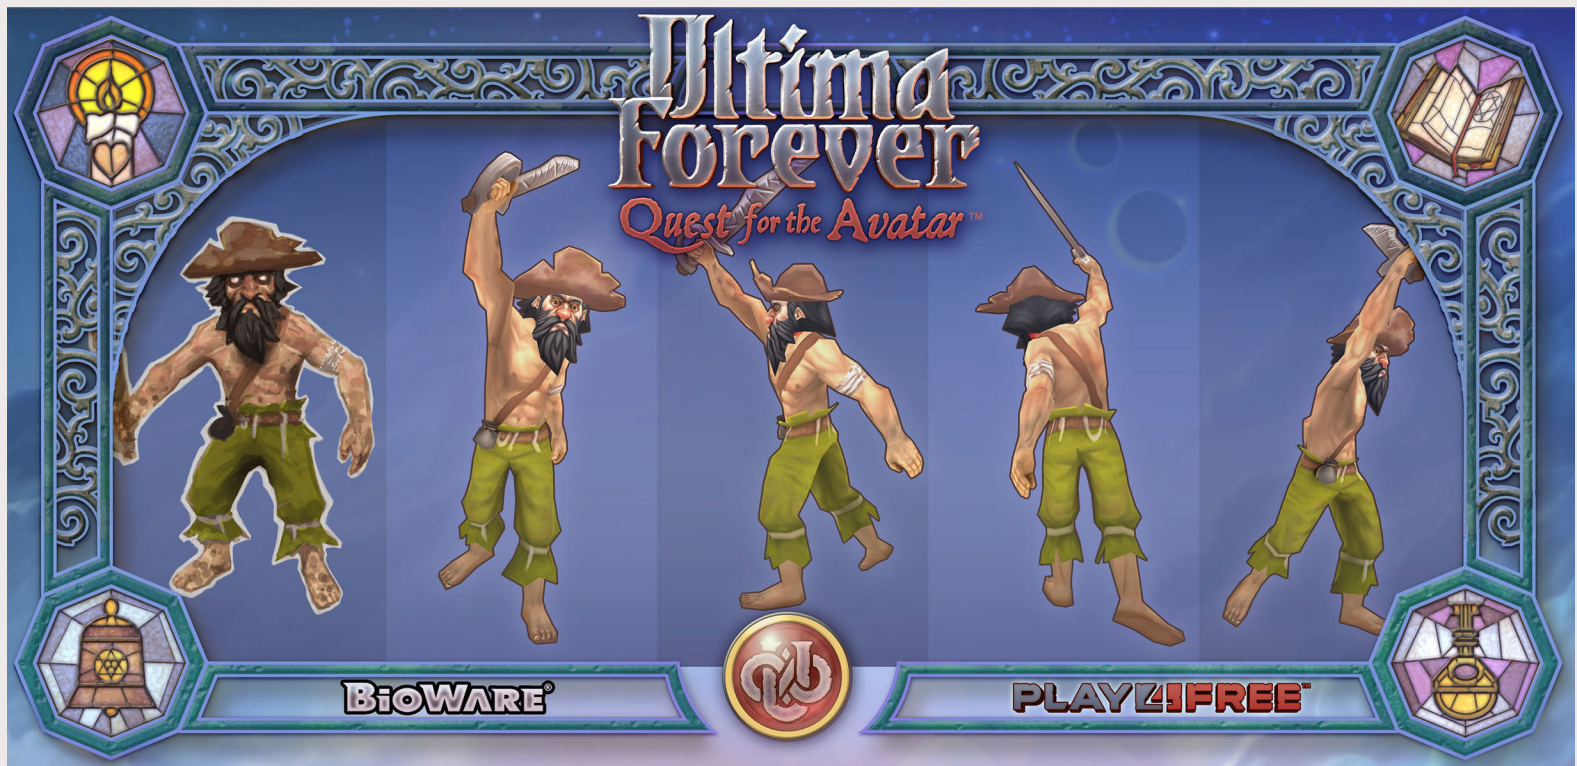 Ultima
Forever
Quest for the Avatar™
BIOWARE®
PLAY4FREE™